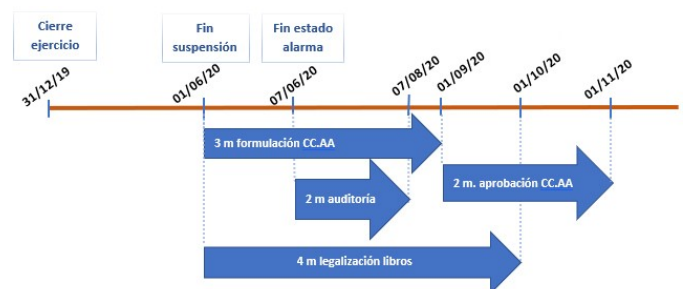 Cierre
ejercicio
Fin
suspensión
Fin estado
alarma
31/12/19
01/06/20
07/06/20
07/08/20
01/09/20
01/10/20
01/11/20
3 m formulación CC.AA
2 m auditoría
2 m. aprobación CC.AA
4 m legalización libros